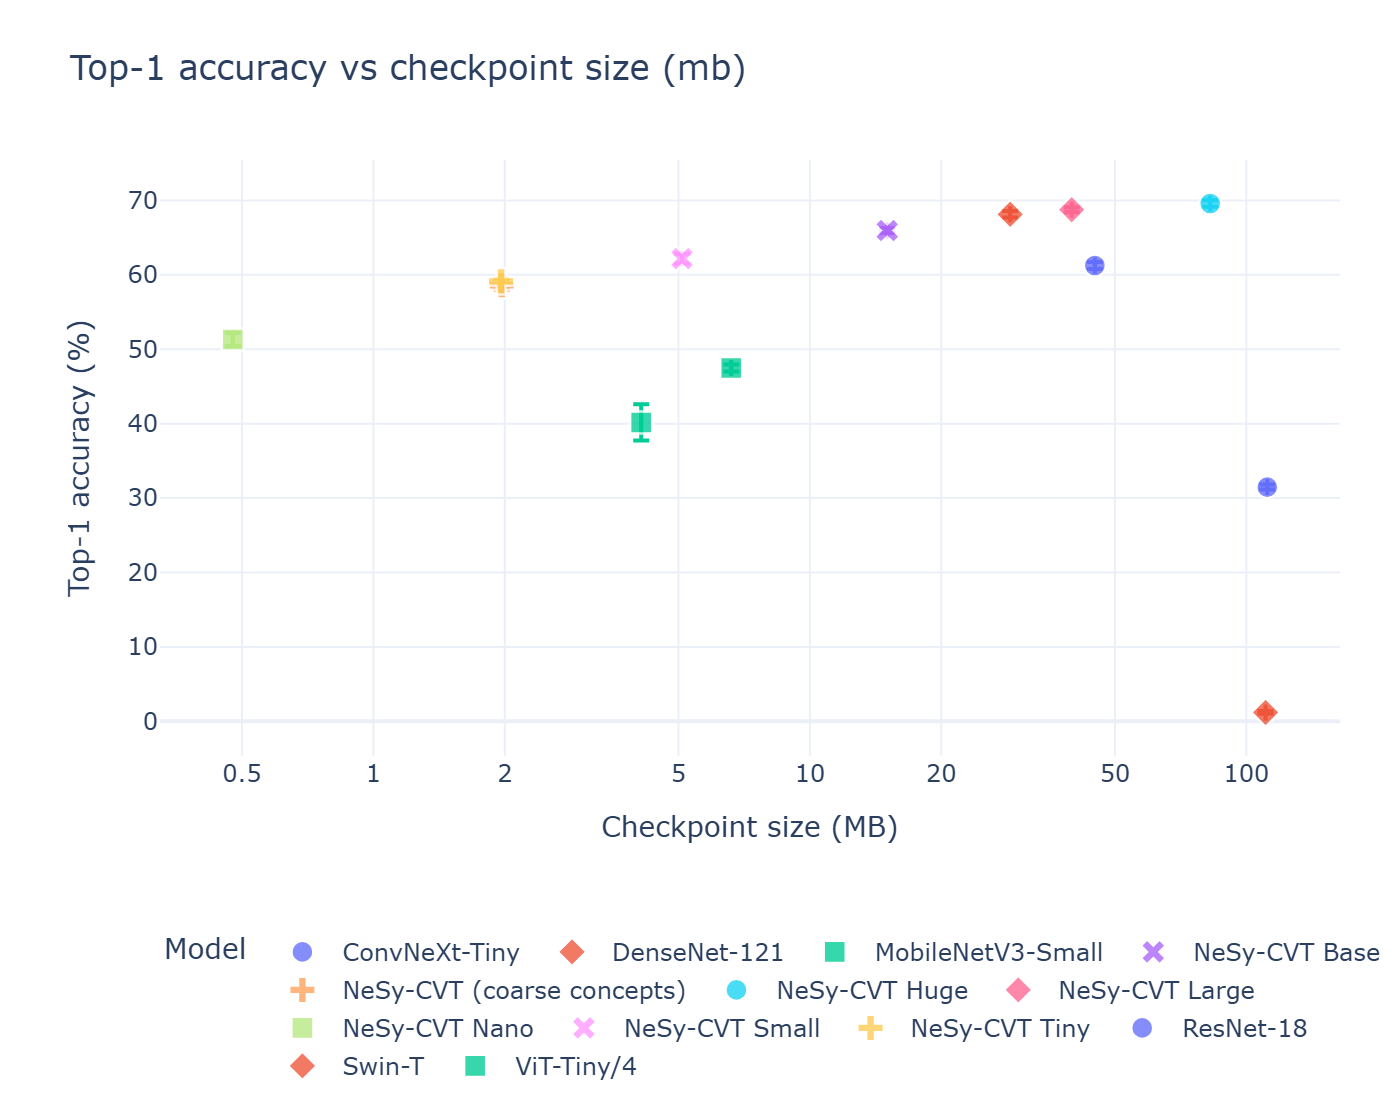 Top-1 accuracy vs checkpoint size (mb)
Top-1 accuracy (%)
70
60
50
40
30
20
10
0
0.5 1 2 5 10 20 50 100
Checkpoint size (MB)
Model
ConvNeXt-Tiny DenseNet-121 MobileNetV3-Small NeSy-CVT Base
NeSy-CVT (coarse concepts) NeSy-CVT Huge NeSy-CVT Large
NeSy-CVT Nano NeSy-CVT Small NeSy-CVT Tiny ResNet-18
Swin-T ViT-Tiny/4